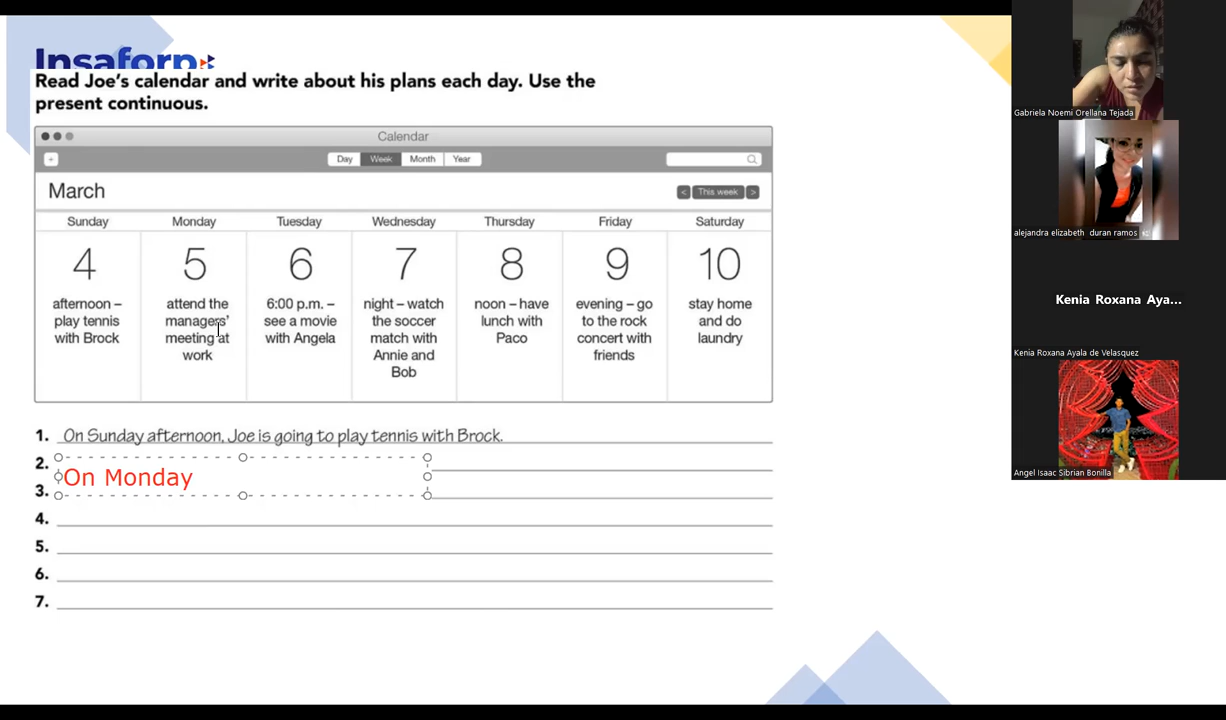 Insaforp
Read Joe's calendar and write about his plans each day. Use the
present continuous.
Calendar
+ Day Week Month Year
March < This week >
Sunday Monday Tuesday Wednesday Thursday Friday Saturday
4 5 6 7 8 9 10
afternoon –
play tennis
with Brock
attend the
managers'
meeting at
work
6:00 p.m. –
see a movie
with Angela
night – watch
the soccer
match with
Annie and
Bob
noon – have
lunch with
Paco
evening – go
to the rock
concert with
friends
stay home
and do
laundry
1. On Sunday afternoon, Joe is going to play tennis with Brock.
2. On Monday
3.
4.
5.
6.
7.
Gabriela Noemi Orellana Tejada
alejandra elizabeth duran ramos
Kenia Roxana Aya...
Kenia Roxana Ayala de Velasquez
Angel Isaac Sibrian Bonilla